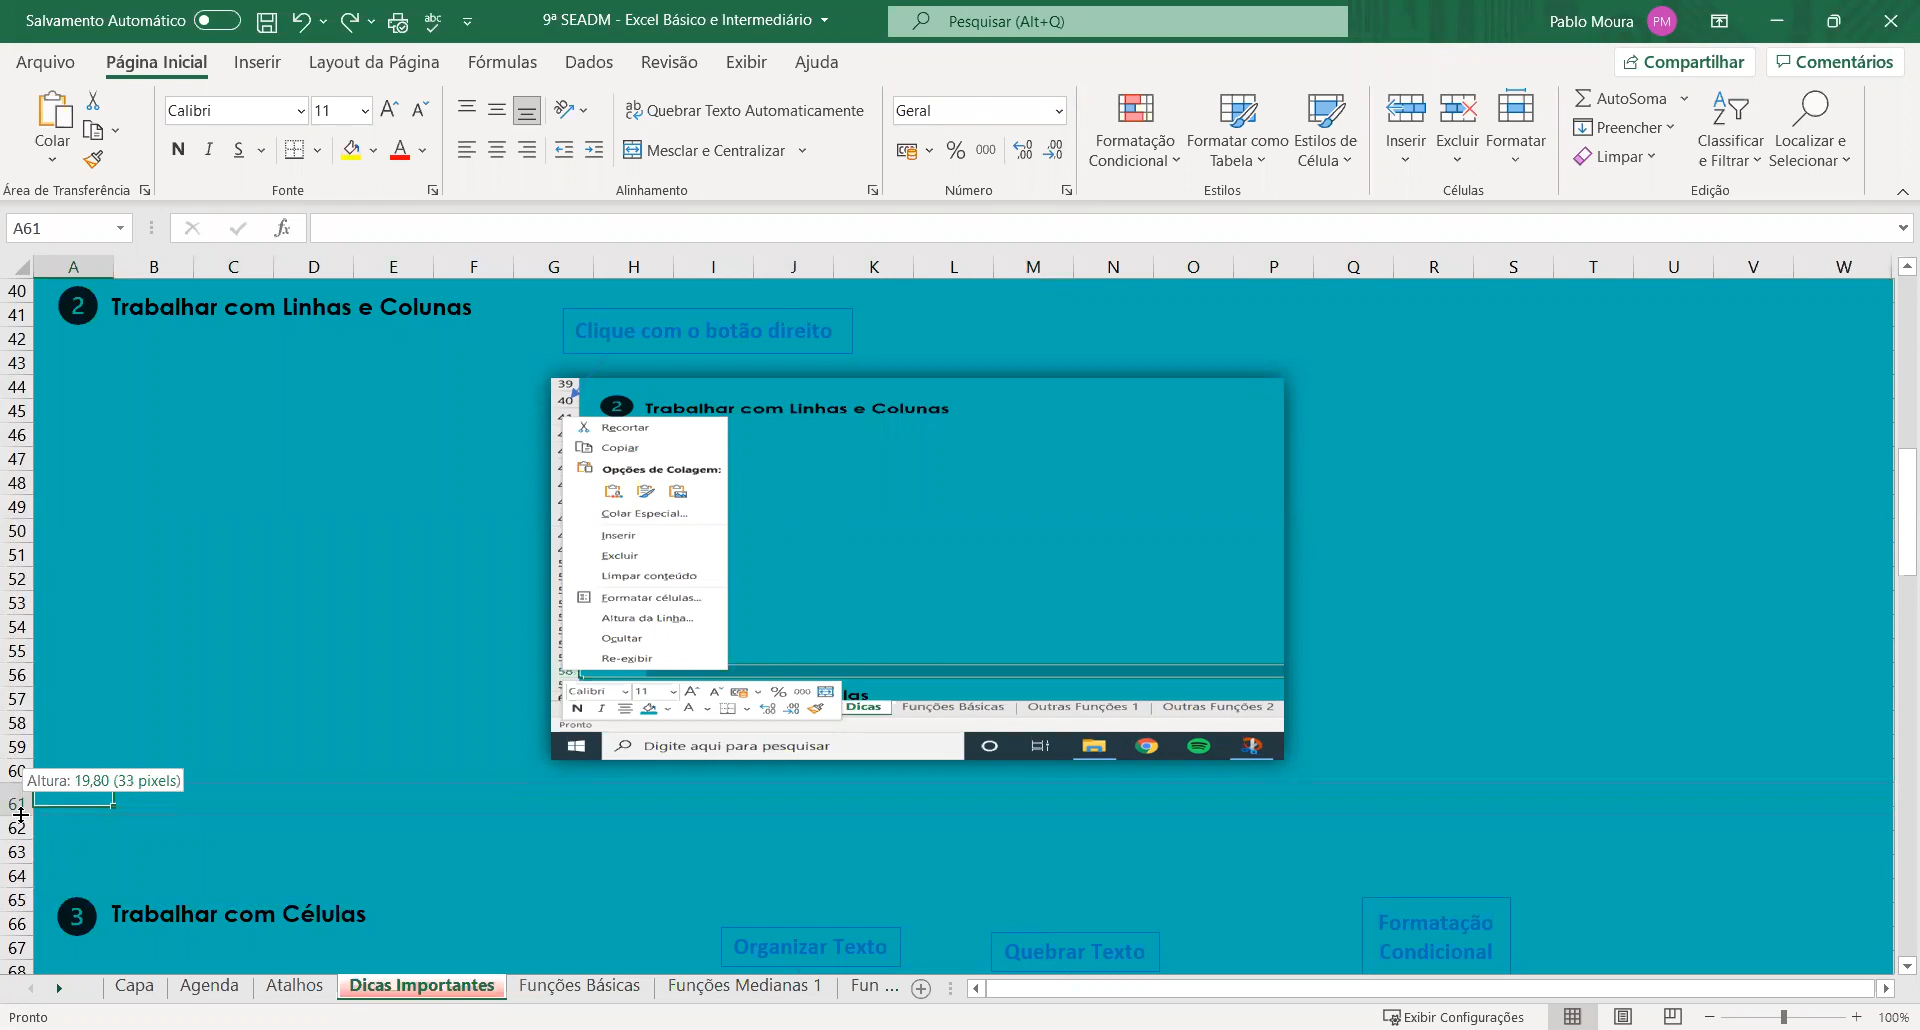 Salvamento Automático
9ª SEADM - Excel Básico e Intermediário
Pesquisar (Alt+Q)
Pablo Moura PM
Arquivo Página Inicial Inserir Layout da Página Fórmulas Dados Revisão Exibir Ajuda Compartilhar Comentários
Colar
Calibri 11
N I S
Quebrar Texto Automaticamente
Mesclar e Centralizar
Geral
% 000
Formatação Condicional
Formatar como Tabela
Estilos de Célula
Inserir Excluir Formatar
AutoSoma
Preencher
Limpar
Classificar e Filtrar
Localizar e Selecionar
Área de Transferência Fonte Alinhamento Número Estilos Células Edição
A61 fx
A B C D E F G H I J K L M N O P Q R S T U V W
40
41
42
43
44
45
46
47
48
49
50
51
52
53
54
55
56
57
58
59
60
61
62
63
64
65
66
67
68
2 Trabalhar com Linhas e Colunas
Clique com o botão direito
39
40
2 Trabalhar com Linhas e Colunas
Recortar
Copiar
Opções de Colagem:
Colar Especial...
Inserir
Excluir
Limpar conteúdo
Formatar células...
Altura da Linha...
Ocultar
Re-exibir
Calibri 11 % 000
N I A
Dicas Funções Básicas Outras Funções 1 Outras Funções 2
Pronto
Digite aqui para pesquisar
Altura: 19,80 (33 pixels)
3 Trabalhar com Células
Organizar Texto
Quebrar Texto
Formatação
Condicional
Capa Agenda Atalhos Dicas Importantes Funções Básicas Funções Medianas 1 Fun ...
Pronto
Exibir Configurações
100%